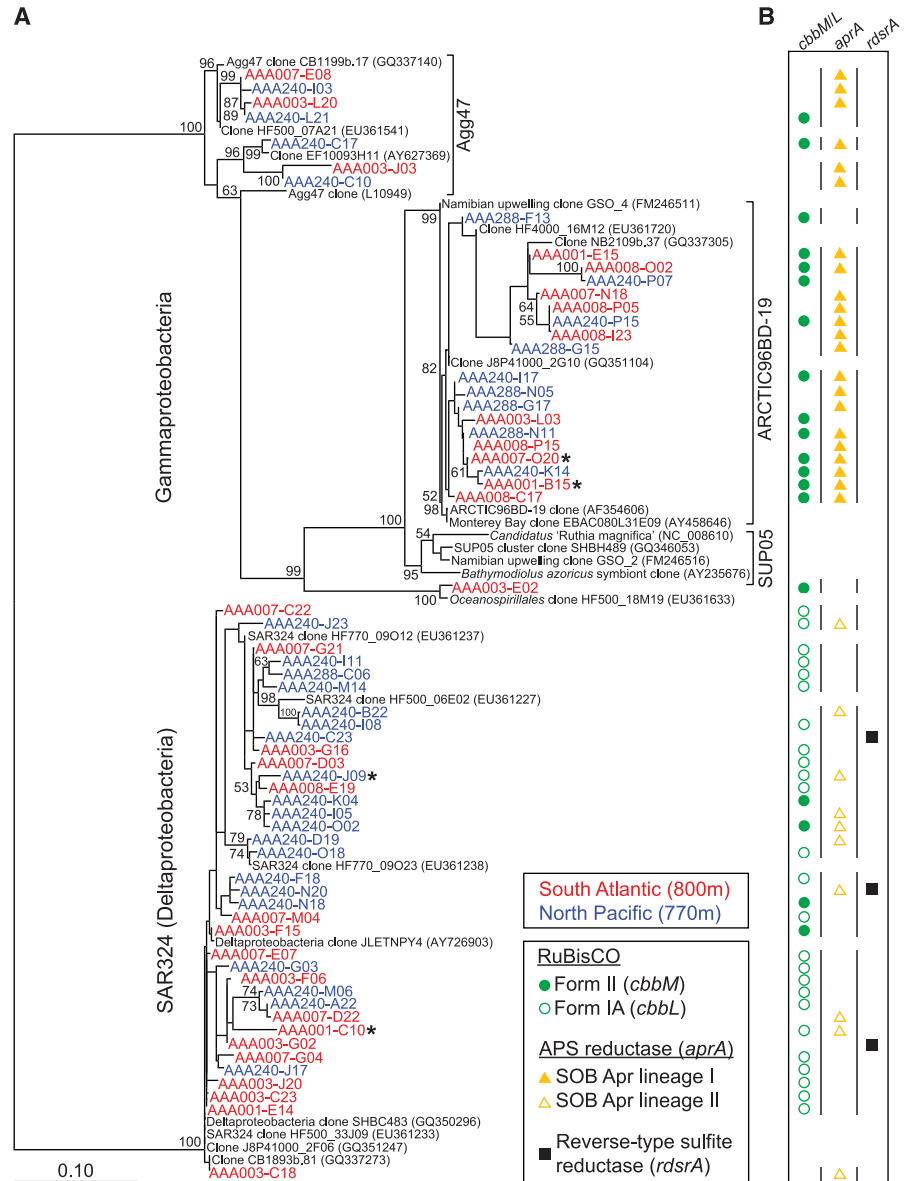 A
B
cbbM/L
aprA
rdsrA
96
Agg47 clone CB1199b.17 (GQ337140)
99
AAA007-E08
AAA240-I03
87
AAA003-L20
89
AAA240-L21
Clone HF500_07A21 (EU361541)
100
AAA240-C17
96
99
Clone EF10093H11 (AY627369)
AAA003-J03
100
AAA240-C10
63
Agg47 clone (L10949)
Agg47
Namibian upwelling clone GSO_4 (FM246511)
99
AAA288-F13
Clone HF4000_16M12 (EU361720)
Clone NB2109b.37 (GQ337305)
AAA001-E15
100
AAA008-O02
AAA240-P07
AAA007-N18
64
AAA008-P05
55
AAA240-P15
AAA008-I23
AAA288-G15
Clone J8P41000_2G10 (GQ351104)
82
AAA240-I17
AAA288-N05
AAA288-G17
AAA003-L03
AAA288-N11
AAA008-P15
AAA007-O20*
61
AAA240-K14
AAA001-B15*
52
AAA008-C17
98
ARCTIC96BD-19 clone (AF354606)
Monterey Bay clone EBAC080L31E09 (AY458646)
ARCTIC96BD-19
Gammaproteobacteria
100
54
Candidatus 'Ruthia magnifica' (NC_008610)
SUP05 cluster clone SHBH489 (GQ346053)
Namibian upwelling clone GSO_2 (FM246516)
95
Bathymodiolus azoricus symbiont clone (AY235676)
SUP05
99
AAA003-E02
100
Oceanospirillales clone HF500_18M19 (EU361633)
AAA007-C22
AAA240-J23
SAR324 clone HF770_09O12 (EU361237)
AAA007-G21
63
AAA240-I11
AAA288-C06
AAA240-M14
98
SAR324 clone HF500_06E02 (EU361227)
100
AAA240-B22
AAA240-I08
AAA240-C23
AAA003-G16
AAA007-D03
AAA240-J09*
53
AAA008-E19
AAA240-K04
78
AAA240-I05
AAA240-O02
79
AAA240-D19
74
AAA240-O18
SAR324 clone HF770_09O23 (EU361238)
AAA240-F18
AAA240-N20
AAA240-N18
AAA007-M04
AAA003-F15
Deltaproteobacteria clone JLETNPY4 (AY726903)
AAA007-E07
AAA240-G03
AAA003-F06
74
AAA240-M06
73
AAA240-A22
AAA007-D22
AAA001-C10*
AAA003-G02
AAA007-G04
AAA240-J17
AAA003-J20
AAA003-C23
AAA001-E14
Deltaproteobacteria clone SHBC483 (GQ350296)
100
SAR324 clone HF500_33J09 (EU361233)
Clone J8P41000_2F06 (GQ351247)
Clone CB1893b.81 (GQ337273)
AAA003-C18
SAR324 (Deltaproteobacteria)
0.10
South Atlantic (800m)
North Pacific (770m)
RuBisCO
Form II (cbbM)
Form IA (cbbL)
APS reductase (aprA)
SOB Apr lineage I
SOB Apr lineage II
Reverse-type sulfite
reductase (rdsrA)